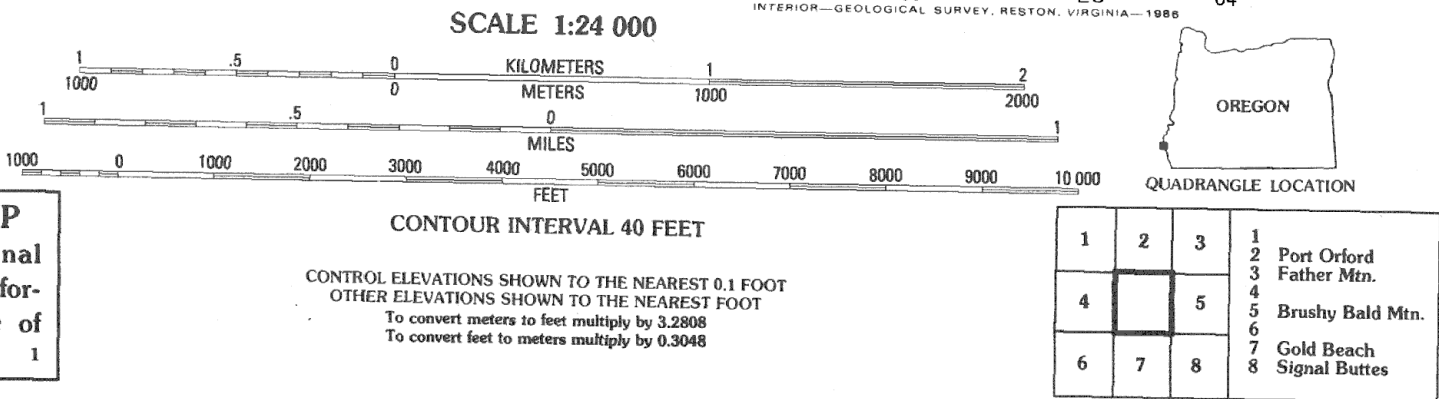 INTERIOR—GEOLOGICAL SURVEY, RESTON, VIRGINIA—1986
SCALE 1:24 000
1 .5 0 KILOMETERS 1 2
1000 0 METERS 1000 2000
1 .5 0 1
MILES
1000 0 1000 2000 3000 4000 5000 6000 7000 8000 9000 10 000
FEET
CONTOUR INTERVAL 40 FEET
CONTROL ELEVATIONS SHOWN TO THE NEAREST 0.1 FOOT
OTHER ELEVATIONS SHOWN TO THE NEAREST FOOT
To convert meters to feet multiply by 3.2808
To convert feet to meters multiply by 0.3048
P
nal
for-
of
1
OREGON
QUADRANGLE LOCATION
1 2 3
4 5
6 7 8
1
2 Port Orford
3 Father Mtn.
4
5 Brushy Bald Mtn.
6
7 Gold Beach
8 Signal Buttes